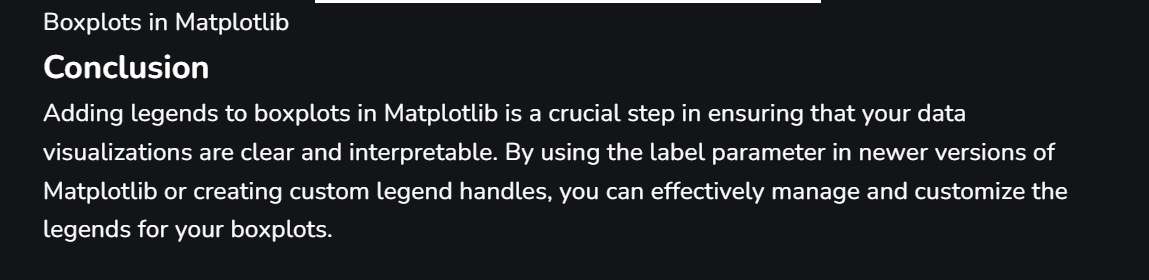 Boxplots in Matplotlib
Conclusion
Adding legends to boxplots in Matplotlib is a crucial step in ensuring that your data
visualizations are clear and interpretable. By using the label parameter in newer versions of
Matplotlib or creating custom legend handles, you can effectively manage and customize the
legends for your boxplots.